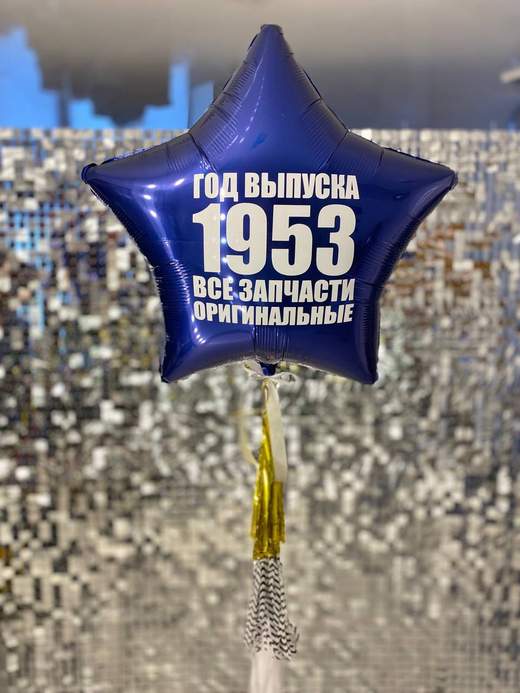 ГОД ВЫПУСКА
1953
ВСЕ ЗАПЧАСТИ
ОРИГИНАЛЬНЫЕ